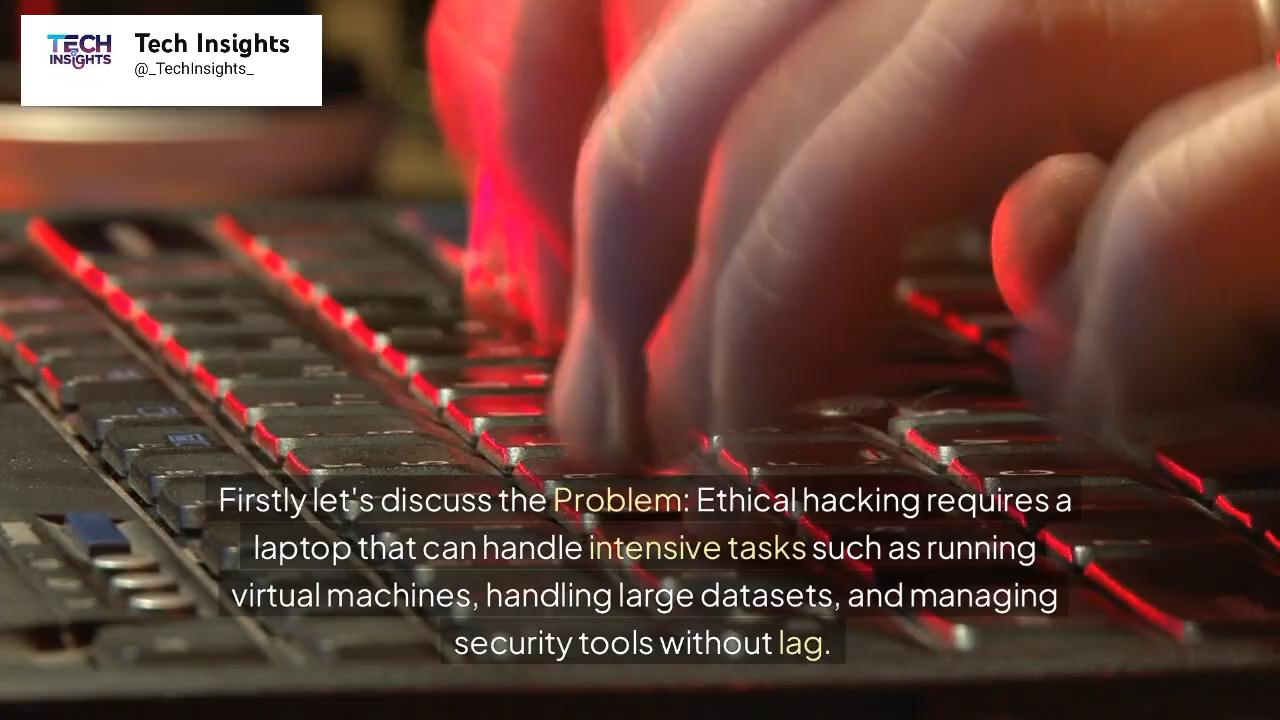 TECH
INSIGHTS
Tech Insights
@_TechInsights_
Firstly let's discuss the Problem: Ethical hacking requires a
laptop that can handle intensive tasks such as running
virtual machines, handling large datasets, and managing
security tools without lag.